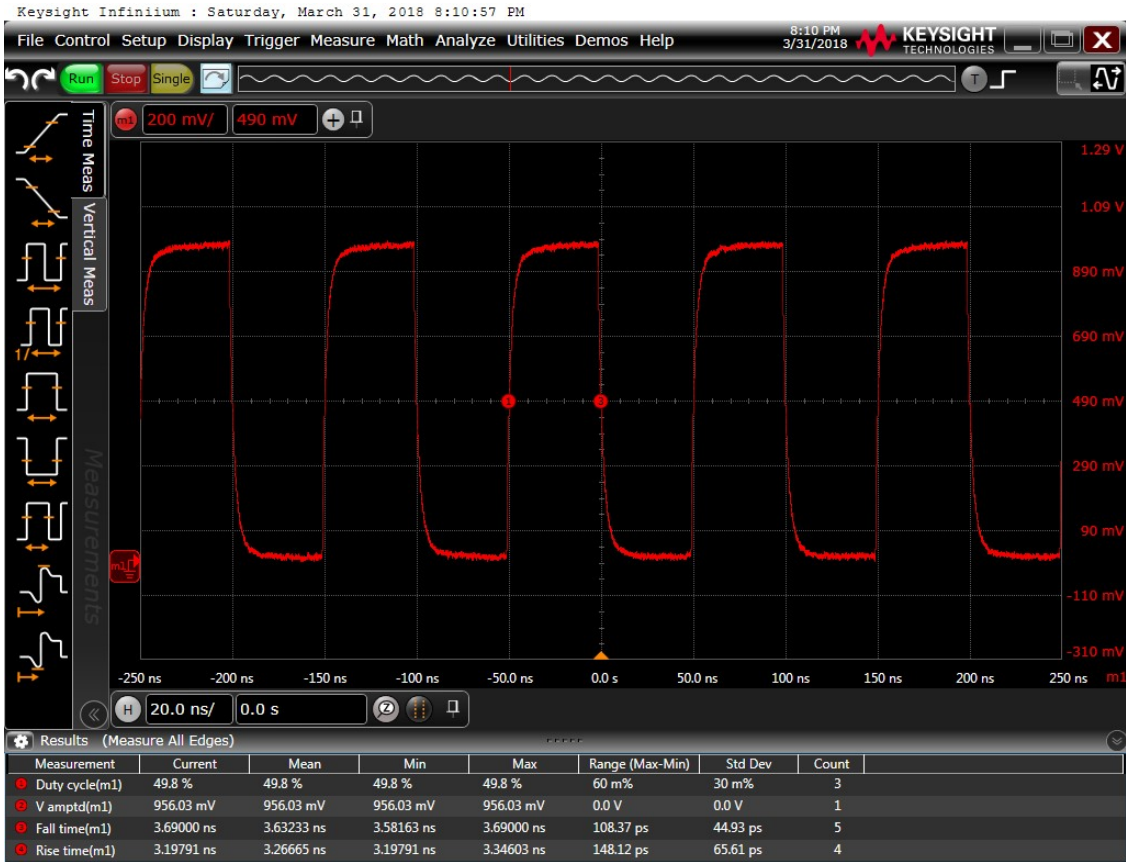 Keysight Infiniium : Saturday, March 31, 2018 8:10:57 PM
File Control Setup Display Trigger Measure Math Analyze Utilities Demos Help
8:10 PM
3/31/2018
KEYSIGHT
TECHNOLOGIES
Run Stop Single
T
Time Meas
Vertical Meas
Measurements
1/
m1 200 mV/ 490 mV
1.29 V
1.09 V
890 mV
690 mV
490 mV
290 mV
90 mV
-110 mV
-310 mV
1 3
m1
-250 ns -200 ns -150 ns -100 ns -50.0 ns 0.0 s 50.0 ns 100 ns 150 ns 200 ns 250 ns m1
H 20.0 ns/ 0.0 s Z
Results (Measure All Edges)
Measurement Current Mean Min Max Range (Max-Min) Std Dev Count
1 Duty cycle(m1) 49.8 % 49.8 % 49.8 % 49.8 % 60 m% 30 m% 3
2 V amptd(m1) 956.03 mV 956.03 mV 956.03 mV 956.03 mV 0.0 V 0.0 V 1
3 Fall time(m1) 3.69000 ns 3.63233 ns 3.58163 ns 3.69000 ns 108.37 ps 44.93 ps 5
4 Rise time(m1) 3.19791 ns 3.26665 ns 3.19791 ns 3.34603 ns 148.12 ps 65.61 ps 4